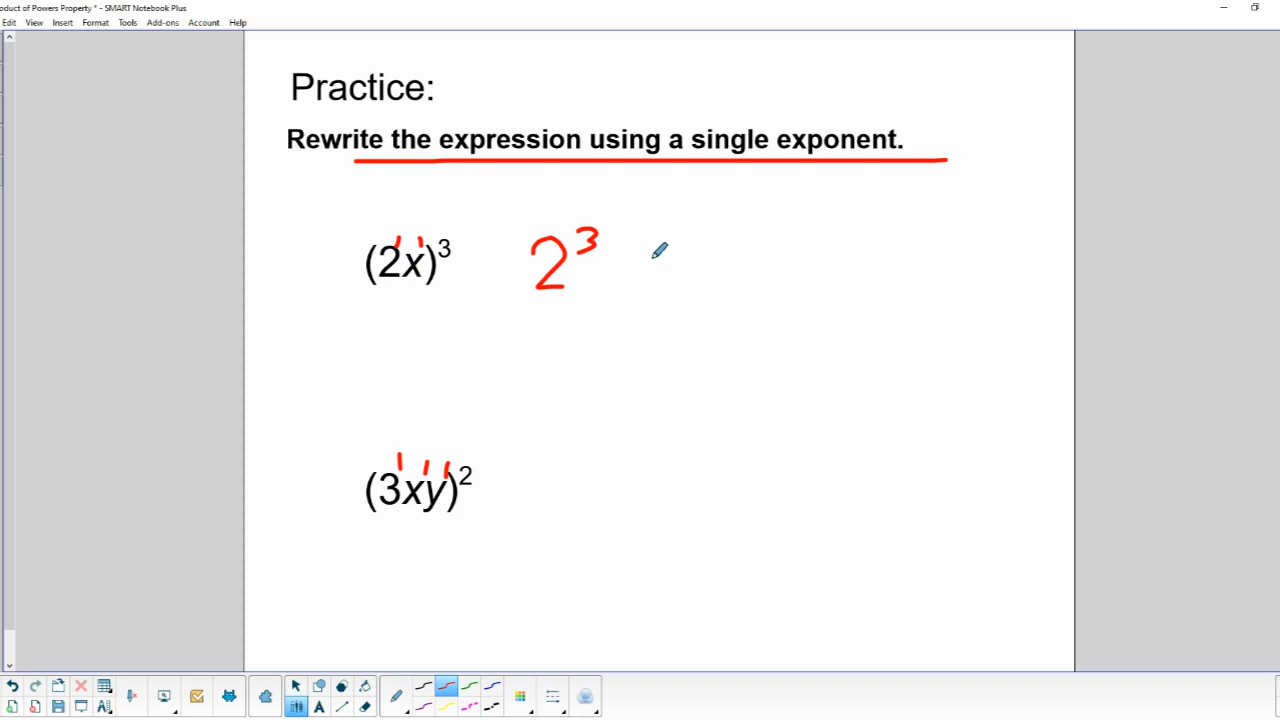 oduct of Powers Property * - SMART Notebook Plus
Edit View Insert Format Tools Add-ons Account Help
Practice:
Rewrite the expression using a single exponent.
(2x)³ 2³
(3xy)²